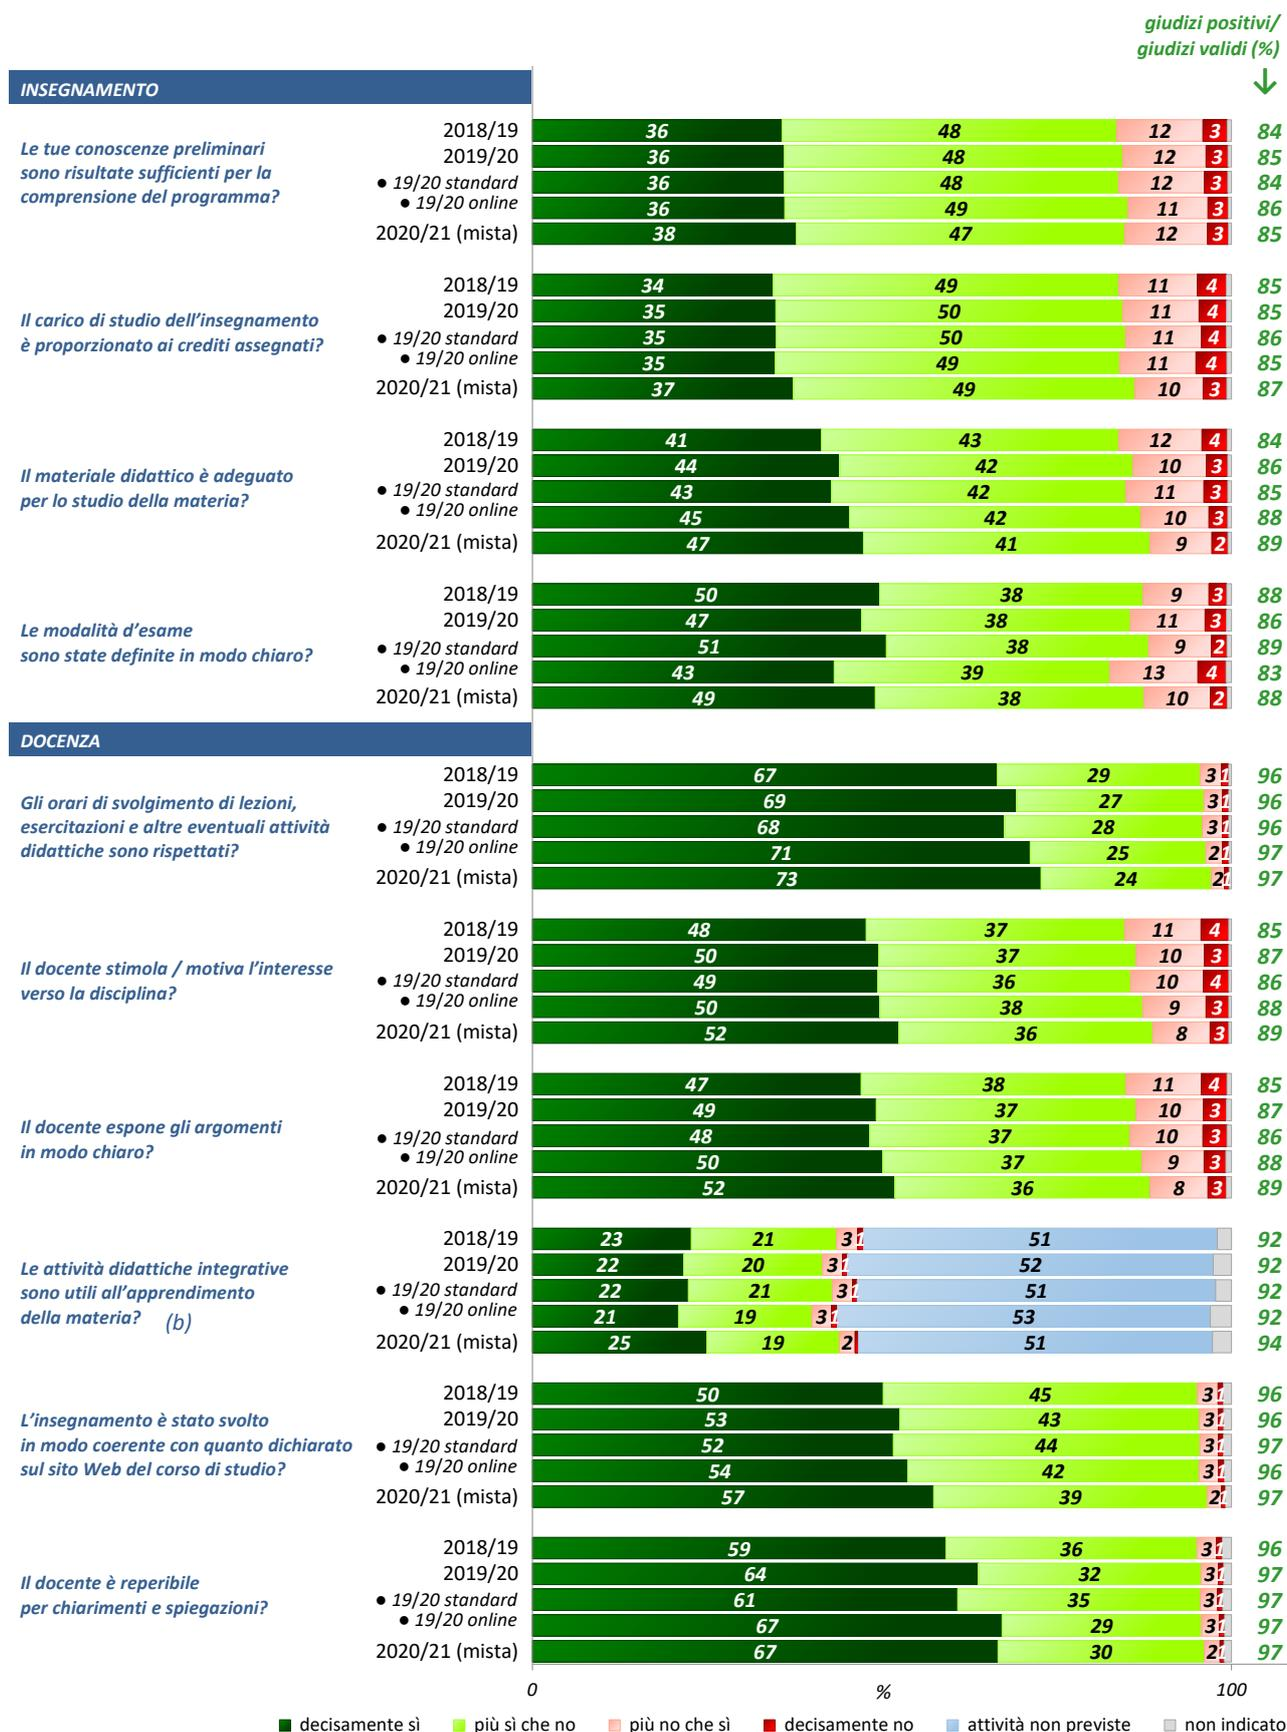 giudizi positivi/
giudizi validi (%)
↓
INSEGNAMENTO
Le tue conoscenze preliminari
sono risultate sufficienti per la
comprensione del programma?
2018/19 36 48 12 3 84
2019/20 36 48 12 3 85
● 19/20 standard 36 48 12 3 84
● 19/20 online 36 49 11 3 86
2020/21 (mista) 38 47 12 3 85
Il carico di studio dell’insegnamento
è proporzionato ai crediti assegnati?
2018/19 34 49 11 4 85
2019/20 35 50 11 4 85
● 19/20 standard 35 50 11 4 86
● 19/20 online 35 49 11 4 85
2020/21 (mista) 37 49 10 3 87
Il materiale didattico è adeguato
per lo studio della materia?
2018/19 41 43 12 4 84
2019/20 44 42 10 3 86
● 19/20 standard 43 42 11 3 85
● 19/20 online 45 42 10 3 88
2020/21 (mista) 47 41 9 2 89
Le modalità d’esame
sono state definite in modo chiaro?
2018/19 50 38 9 3 88
2019/20 47 38 11 3 86
● 19/20 standard 51 38 9 2 89
● 19/20 online 43 39 13 4 83
2020/21 (mista) 49 38 10 2 88
DOCENZA
Gli orari di svolgimento di lezioni,
esercitazioni e altre eventuali attività
didattiche sono rispettati?
2018/19 67 29 3 1 96
2019/20 69 27 3 1 96
● 19/20 standard 68 28 3 1 96
● 19/20 online 71 25 2 1 97
2020/21 (mista) 73 24 2 1 97
Il docente stimola / motiva l’interesse
verso la disciplina?
2018/19 48 37 11 4 85
2019/20 50 37 10 3 87
● 19/20 standard 49 36 10 4 86
● 19/20 online 50 38 9 3 88
2020/21 (mista) 52 36 8 3 89
Il docente espone gli argomenti
in modo chiaro?
2018/19 47 38 11 4 85
2019/20 49 37 10 3 87
● 19/20 standard 48 37 10 3 86
● 19/20 online 50 37 9 3 88
2020/21 (mista) 52 36 8 3 89
Le attività didattiche integrative
sono utili all’apprendimento
della materia? (b)
2018/19 23 21 3 1 51 92
2019/20 22 20 3 1 52 92
● 19/20 standard 22 21 3 1 51 92
● 19/20 online 21 19 3 1 53 92
2020/21 (mista) 25 19 2 51 94
L’insegnamento è stato svolto
in modo coerente con quanto dichiarato
sul sito Web del corso di studio?
2018/19 50 45 3 1 96
2019/20 53 43 3 1 96
● 19/20 standard 52 44 3 1 97
● 19/20 online 54 42 3 1 96
2020/21 (mista) 57 39 2 1 97
Il docente è reperibile
per chiarimenti e spiegazioni?
2018/19 59 36 3 1 96
2019/20 64 32 3 1 97
● 19/20 standard 61 35 3 1 97
● 19/20 online 67 29 3 1 97
2020/21 (mista) 67 30 2 1 97
0 % 100
decisamente sì più sì che no più no che sì decisamente no attività non previste non indicato